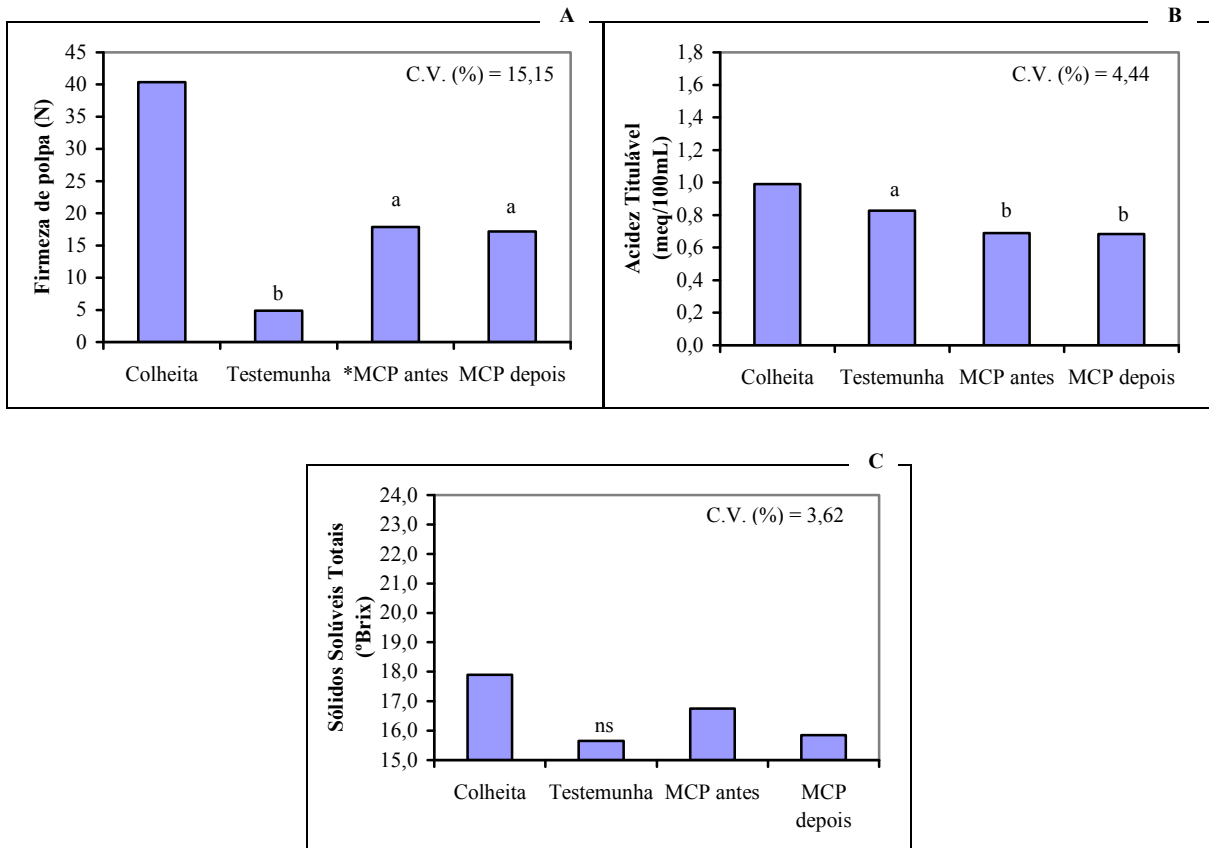 A
C.V. (%) = 15,15
Firmeza de polpa (N)
45
40
35
30
25
20
15
10
5
0
b
a
a
Colheita Testemunha *MCP antes MCP depois
B
C.V. (%) = 4,44
Acidez Titulável
(meq/100mL)
1,8
1,6
1,4
1,2
1,0
0,8
0,6
0,4
0,2
0,0
a
b
b
Colheita Testemunha MCP antes MCP depois
C
C.V. (%) = 3,62
Sólidos Solúveis Totais
(ºBrix)
24,0
23,0
22,0
21,0
20,0
19,0
18,0
17,0
16,0
15,0
ns
Colheita Testemunha MCP antes MCP
depois